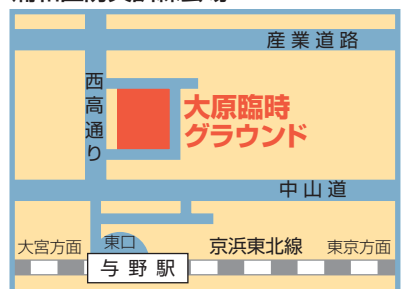 産業道路
西高通り
大原臨時
グラウンド
中山道
大宮方面
東口
京浜東北線
東京方面
与野駅